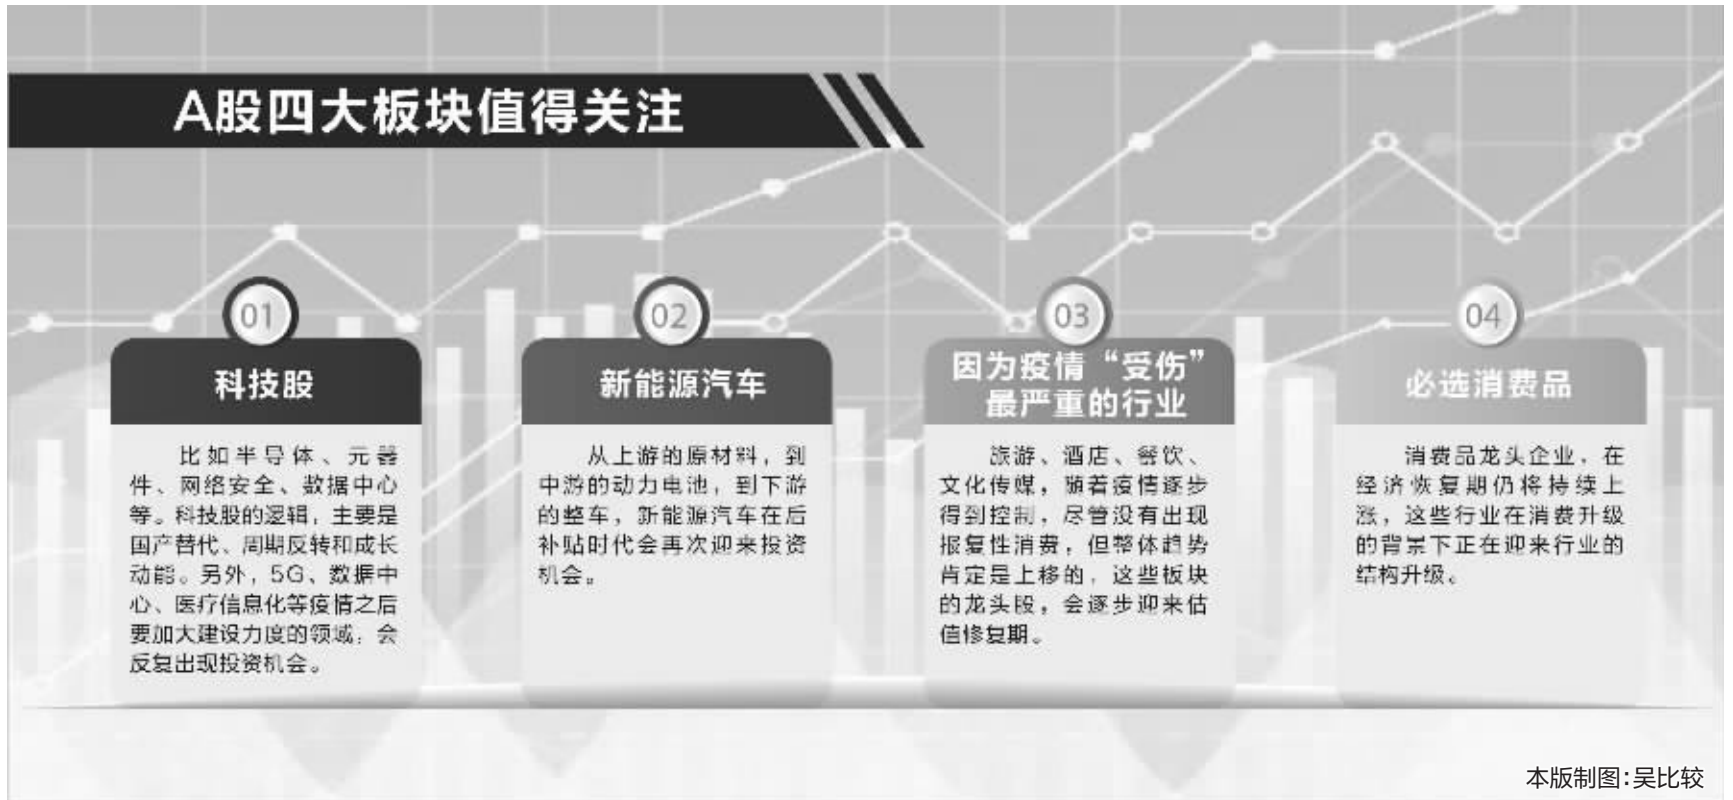 A股四大板块值得关注
01
科技股
比如半导体、元器
件、网络安全、数据中心
等。科技股的逻辑，主要是
国产替代、周期反转和成长
动能。另外，5G、数据中
心、医疗信息化等疫情之后
要加大建设力度的领域，会
反复出现投资机会。
02
新能源汽车
从上游的原材料，到
中游的动力电池，到下游
的整车，新能源汽车在后
补贴时代会再次迎来投资
机会。
03
因为疫情“受伤”
最严重的行业
旅游、酒店、餐饮、
文化传媒，随着疫情逐步
得到控制，尽管没有出现
报复性消费，但整体趋势
肯定是上移的，这些板块
的龙头股，会逐步迎来估
值修复期。
04
必选消费品
消费品龙头企业，在
经济恢复期仍将持续上
涨，这些行业在消费升级
的背景下正在迎来行业的
结构升级。
本版制图:吴比较